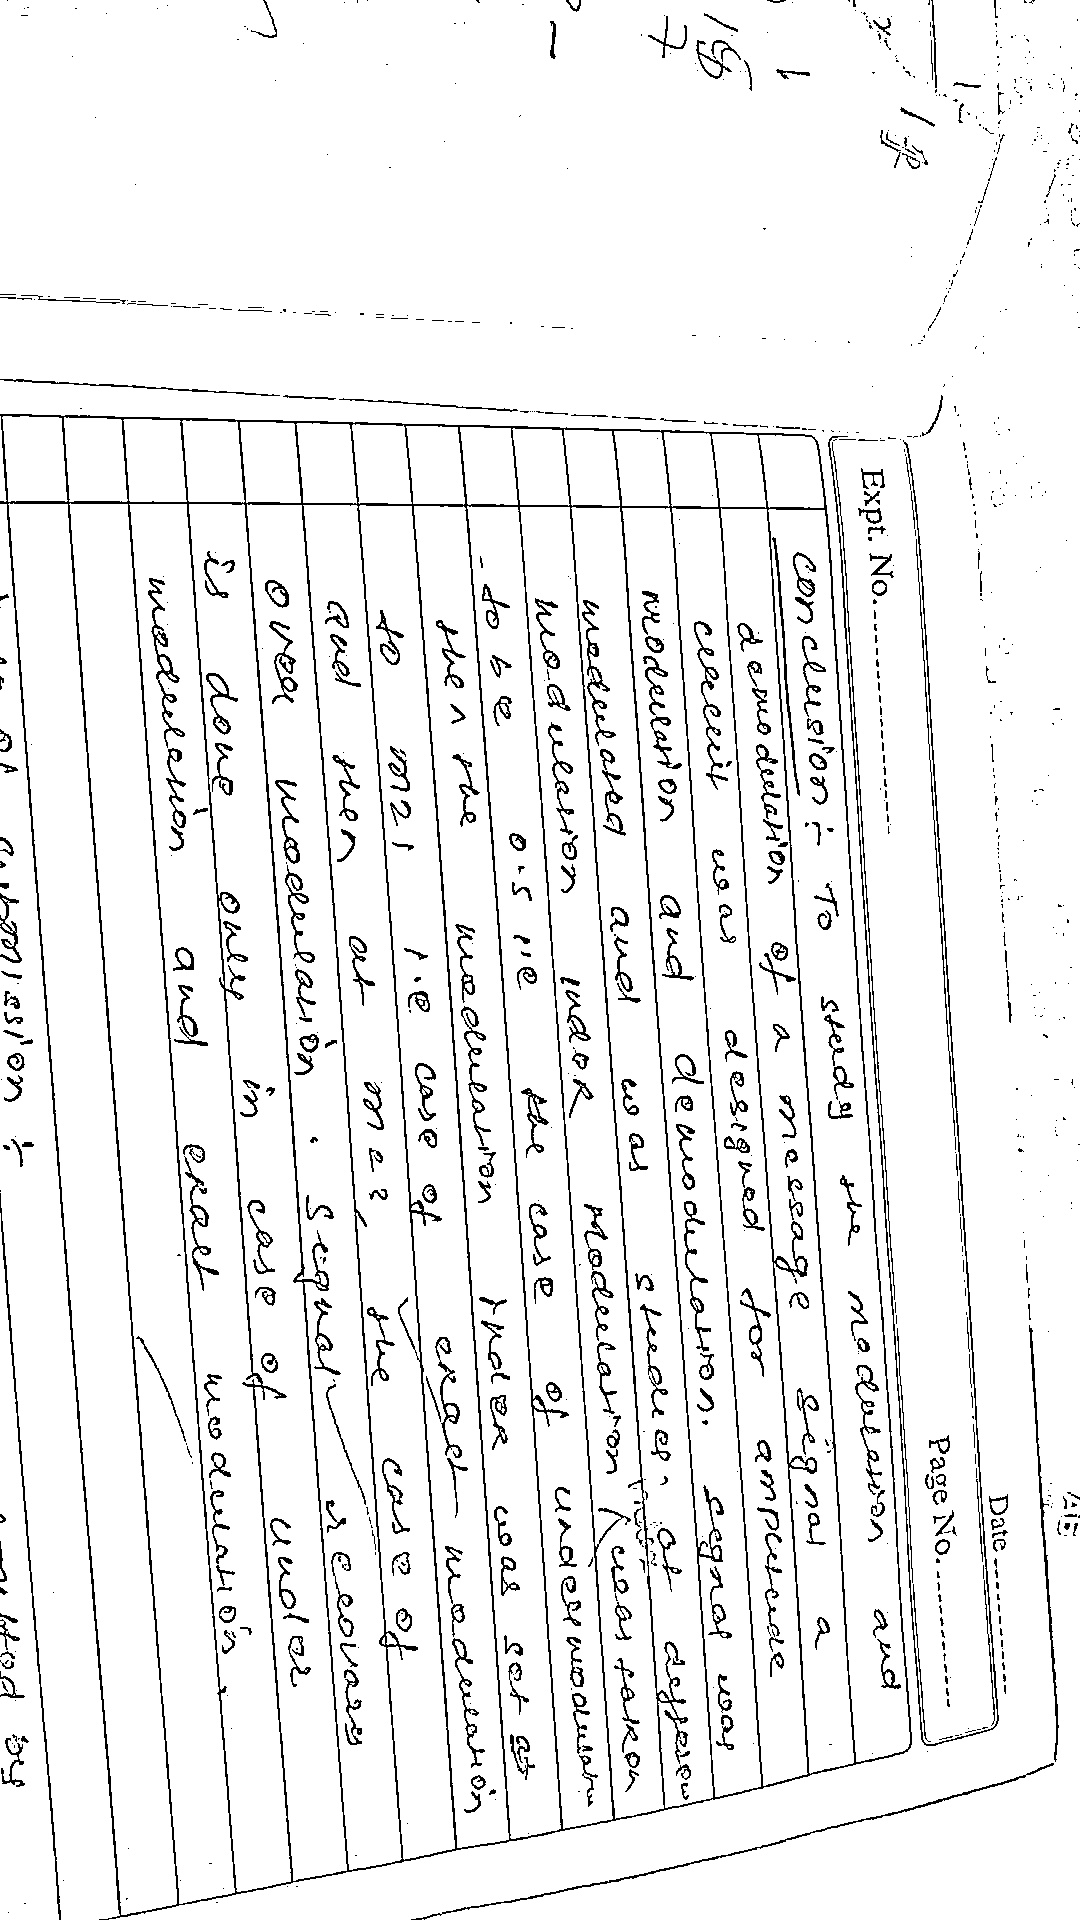 Date
Page No.
Expt. No.
conclusion :- To study the modulation and
demodulation of a message signal a
circuit was designed for amplitude
modulation and demodulation. signal was
modulated and was studied at
modulation index modulation was taken
to be 0.5 i.e the case of undermodulation
then the modulation index was set at
to m=1 i.e case of exact modulation
and then at m=2, the case of
over modulation. signal recovery
is done only in case of under
modulation and exact modulation.